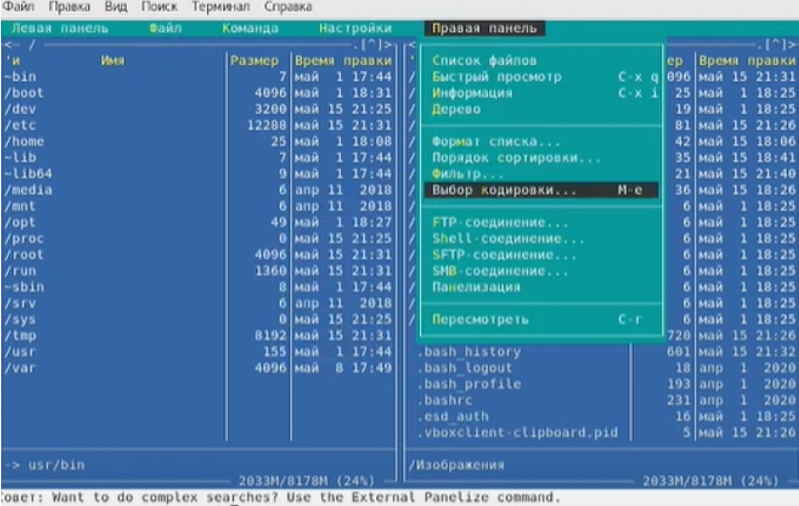 Файл Правка Вид Поиск Терминал Справка
Левая панель Файл Команда Настройки Правая панель
<- / .[^]> <- .[^]>
'и Имя Размер Время правки ' ер Время правки
~bin 7 май 1 17:44 / 096 май 15 21:31
/boot 4096 май 1 18:31 / 25 май 1 18:25
/dev 3200 май 15 21:25 / 19 май 1 18:25
/etc 12288 май 15 21:31 81 май 15 21:26
/home 25 май 1 18:08 / 42 май 15 18:06
~lib 7 май 1 17:44 / 35 май 15 18:41
~lib64 9 май 1 17:44 / 21 май 15 21:40
/media 6 апр 11 2018 / 36 май 15 18:26
/mnt 6 апр 11 2018 / 6 май 1 18:25
/opt 49 май 1 18:27 / 6 май 1 18:25
/proc 0 май 15 21:25 / 6 май 1 18:25
/root 4096 май 15 21:31 / 6 май 1 18:25
/run 1360 май 15 21:31 / 6 май 1 18:25
~sbin 8 май 1 17:44 / 6 май 1 18:25
/srv 6 апр 11 2018 / 6 май 1 18:25
/sys 0 май 15 21:25 / 6 май 1 18:25
/tmp 8192 май 15 21:31 720 май 15 21:26
/usr 155 май 1 17:44 .bash_history 601 май 15 21:32
/var 4096 май 8 17:49 .bash_logout 18 апр 1 2020
.bash_profile 193 апр 1 2020
.bashrc 231 апр 1 2020
.esd_auth 16 май 1 18:25
.vboxclient-clipboard.pid 5 май 15 21:26
Список файлов
Быстрый просмотр C-x q
Информация C-x i
Дерево
Формат списка...
Порядок сортировки...
Фильтр...
Выбор кодировки... M-e
FTP-соединение...
Shell-соединение...
SFTP-соединение...
SMB-соединение...
Панелизация
Пересмотреть C-r
-> usr/bin /Изображения
2033M/8178M (24%) 2033M/8178M (24%)
Совет: Want to do complex searches? Use the External Panelize command.